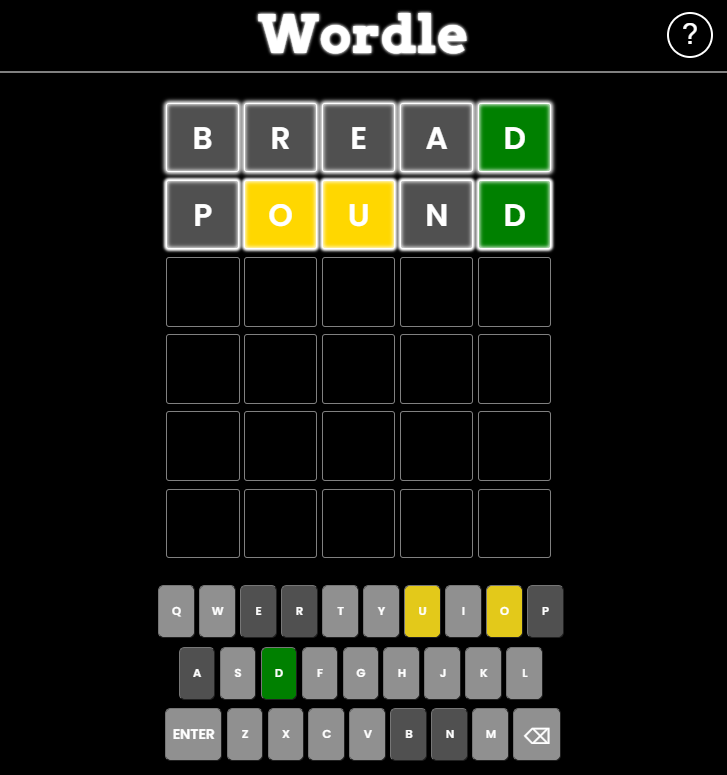 Wordle
?
B R E A D
P O U N D
Q W E R T Y U I O P
A S D F G H J K L
ENTER Z X C V B N M